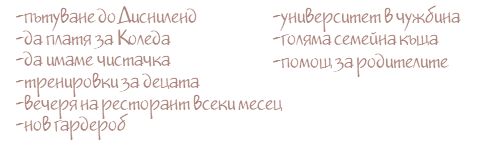 -пътуване до Дисниленд
-да платя за Коледа
-да имаме чистачка
-тренировки за децата
-вечеря на ресторант всеки месец
-нов гардероб
-университет в чужбина
-голяма семейна къща
-помощ за родителите